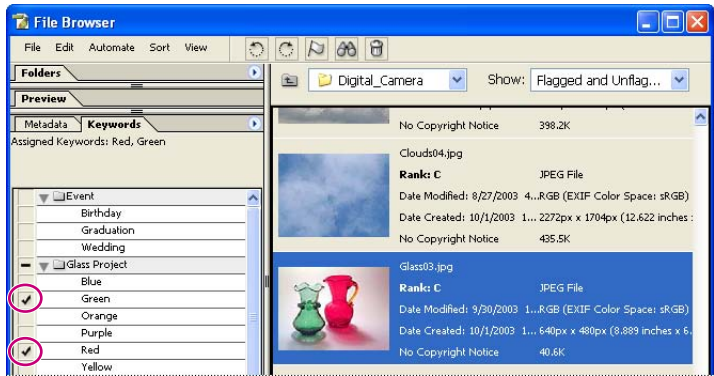 File Browser
File Edit Automate Sort View
Folders
Digital_Camera
Show: Flagged and Unflag...
Preview
Metadata Keywords
Assigned Keywords: Red, Green
Event
Birthday
Graduation
Wedding
Glass Project
Blue
Green
Orange
Purple
Red
Yellow
No Copyright Notice 398.2K
Clouds04.jpg
Rank: C JPEG File
Date Modified: 8/27/2003 4...RGB (EXIF Color Space: sRGB)
Date Created: 10/1/2003 1... 2272px x 1704px (12.622 inches :
No Copyright Notice 435.5K
Glass03.jpg
Rank: C JPEG File
Date Modified: 9/30/2003 1...RGB (EXIF Color Space: sRGB)
Date Created: 10/1/2003 1... 640px x 480px (8.889 inches x 6.
No Copyright Notice 40.6K